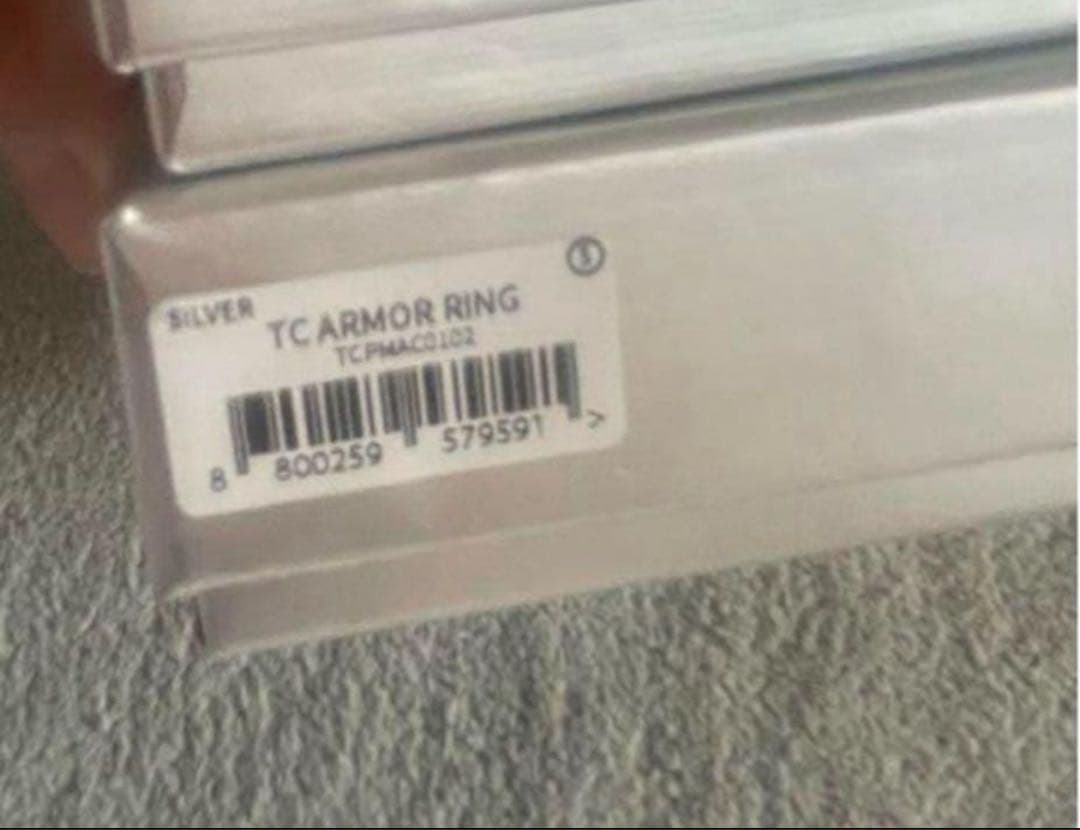 SILVER
TC ARMOR RING
TCPMAC0102
8 800259 579591 >